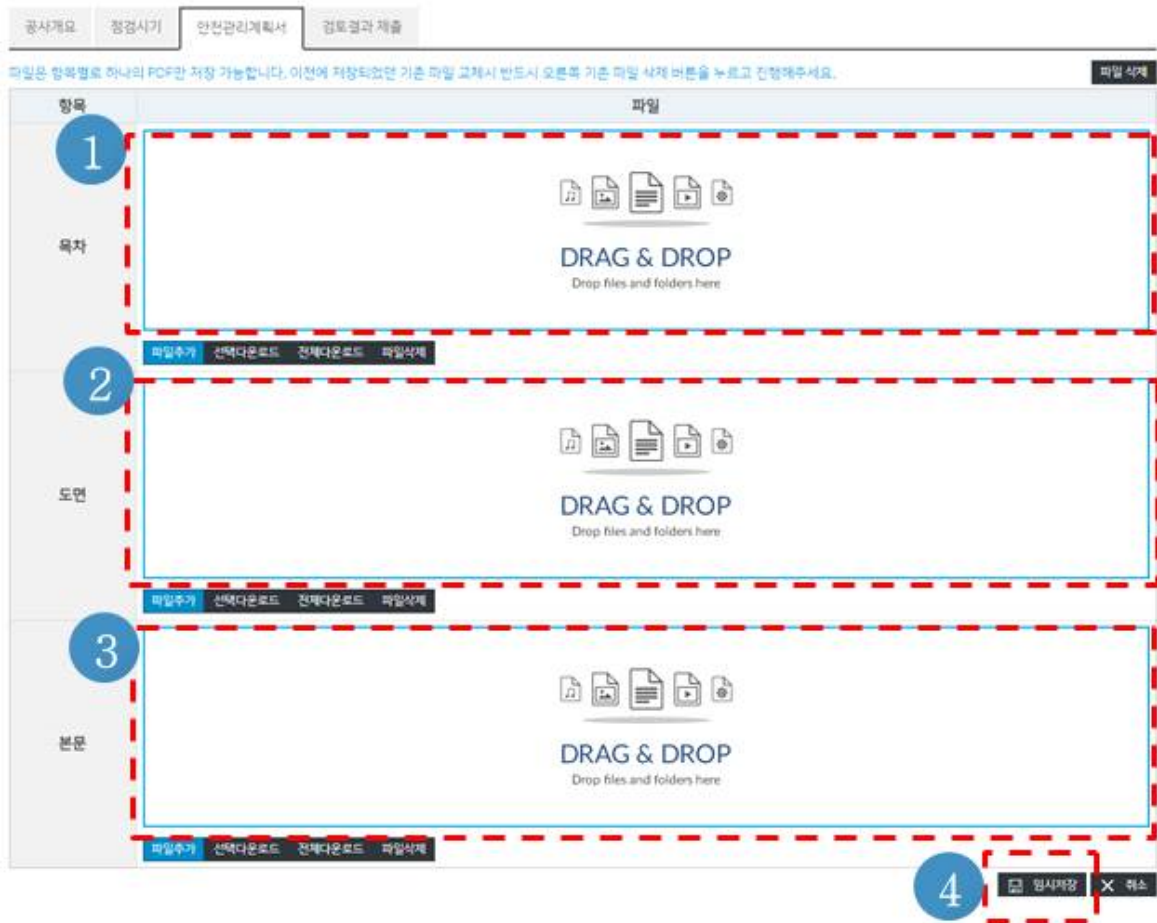 공사개요 점검시기 안전관리계획서 검토결과 제출
파일은 항목별로 하나의 PDF만 저장 가능합니다. 이전에 저장되었던 기존 파일 교체시 반드시 오른쪽 기존 파일 삭제 버튼을 누르고 진행해주세요. 파일 삭제
항목 파일
1
목차
DRAG & DROP
Drop files and folders here
파일추가 선택다운로드 전체다운로드 파일삭제
2
도면
DRAG & DROP
Drop files and folders here
파일추가 선택다운로드 전체다운로드 파일삭제
3
본문
DRAG & DROP
Drop files and folders here
파일추가 선택다운로드 전체다운로드 파일삭제
4 임시저장 X 취소